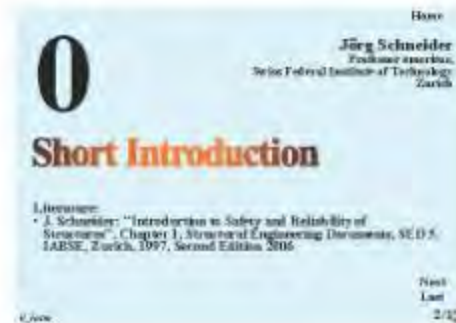 Home
0
Jörg Schneider
Professor emeritus,
Swiss Federal Institute of Technology
Zurich
Short Introduction
Literature:
• J. Schneider: "Introduction to Safety and Reliability of
Structures", Chapter 1, Structural Engineering Documents, SED 5,
IABSE, Zurich, 1997, Second Edition 2006
Next
Last